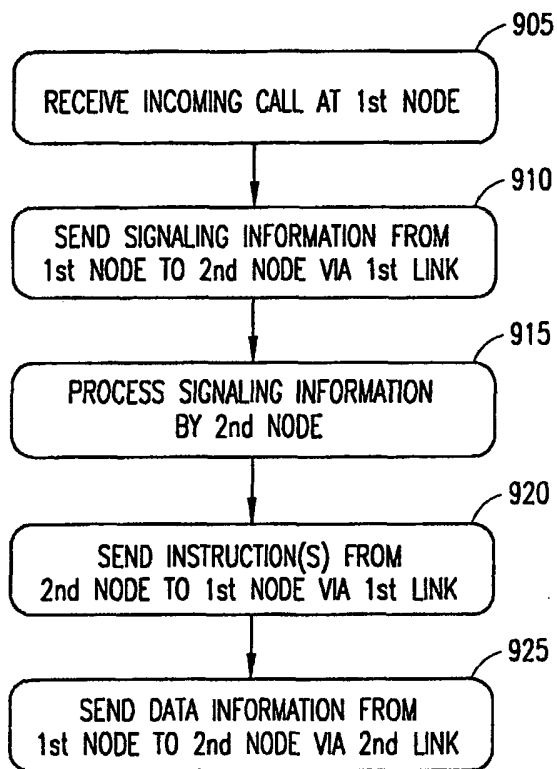 905
RECEIVE INCOMING CALL AT 1st NODE
910
SEND SIGNALING INFORMATION FROM
1st NODE TO 2nd NODE VIA 1st LINK
915
PROCESS SIGNALING INFORMATION
BY 2nd NODE
920
SEND INSTRUCTION(S) FROM
2nd NODE TO 1st NODE VIA 1st LINK
925
SEND DATA INFORMATION FROM
1st NODE TO 2nd NODE VIA 2nd LINK